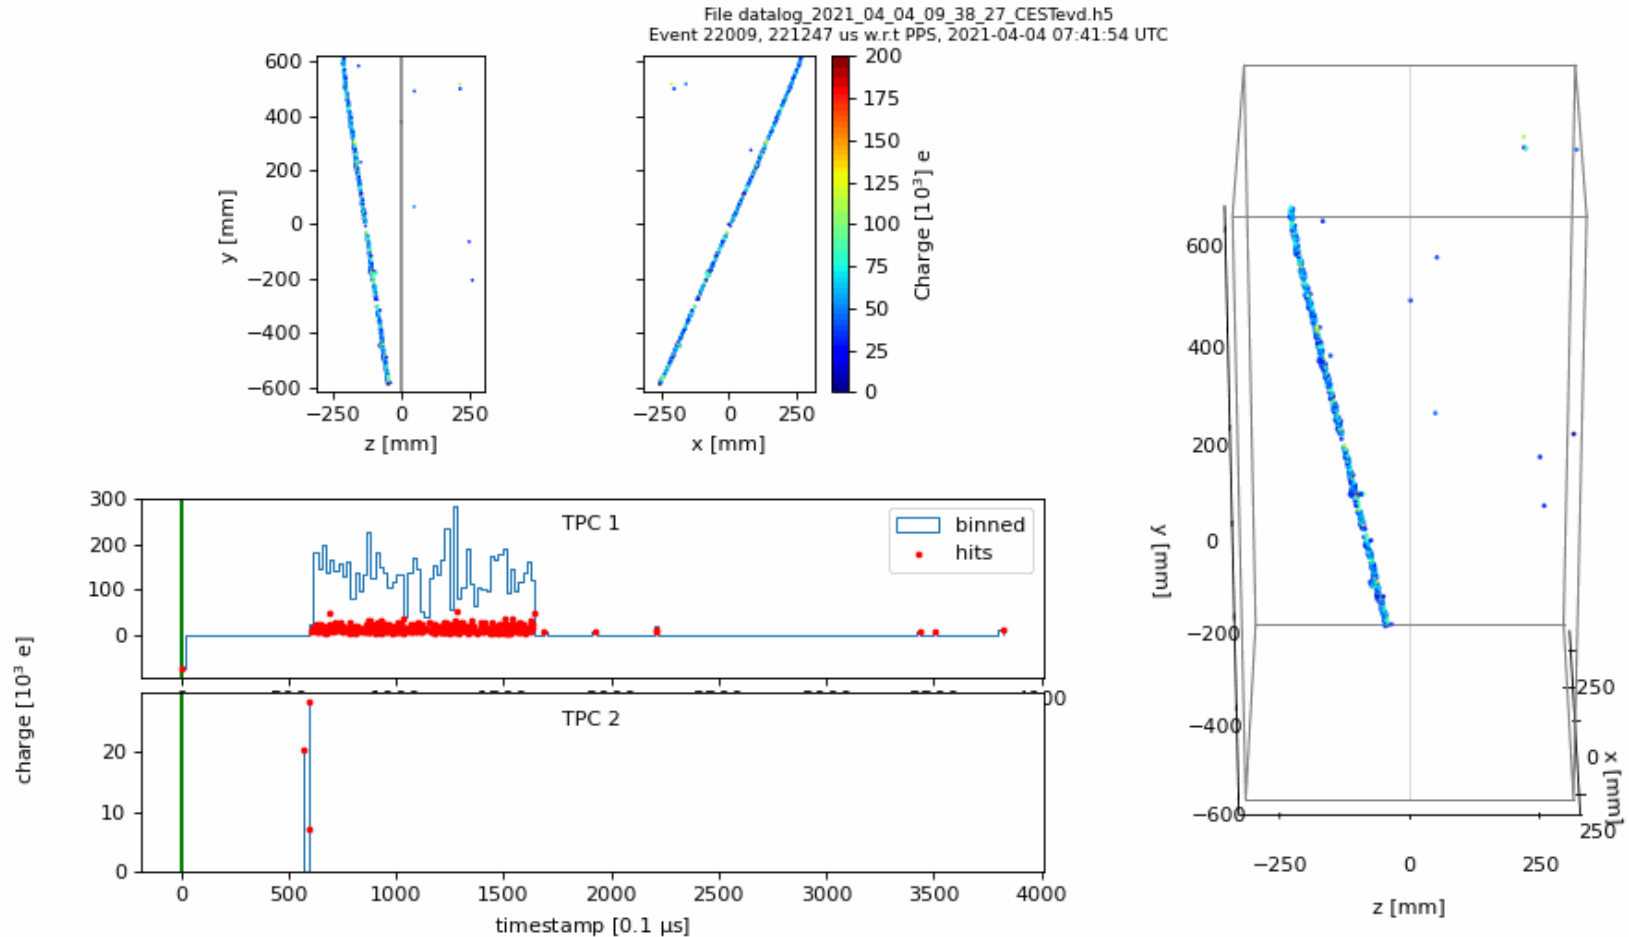 File datalog_2021_04_04_09_38_27_CESTevd.h5
Event 22009, 221247 us w.r.t PPS, 2021-04-04 07:41:54 UTC
600
400
200
0
−200
−400
−600
y [mm]
−250 0 250
z [mm]
−250 0 250
x [mm]
200
175
150
125
100
75
50
25
0
Charge [10³] e
300
200
100
0
TPC 1
binned
hits
charge [10³ e]
20
10
0
TPC 2
0 500 1000 1500 2000 2500 3000 3500 4000
timestamp [0.1 µs]
600
400
200
0
−200
−400
−600
y [mm]
−250
0
250
x [mm]
−250 0 250
z [mm]